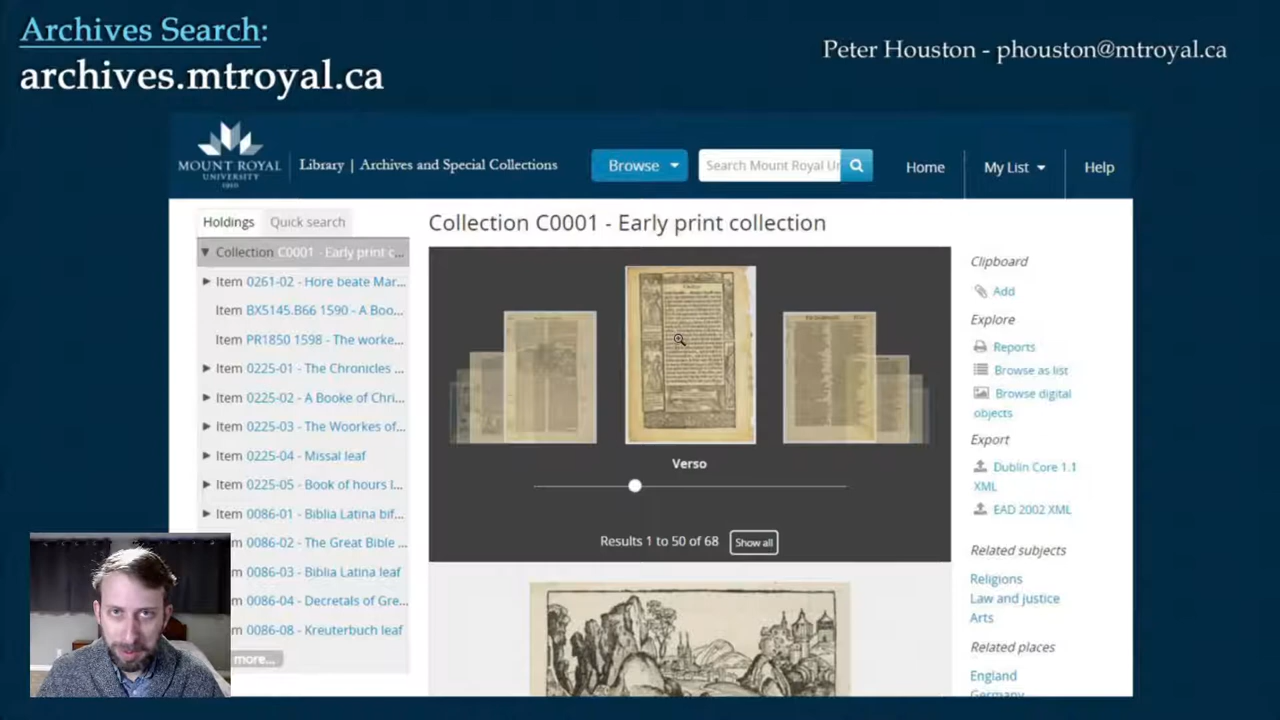 Archives Search:
archives.mtroyal.ca
Peter Houston - phouston@mtroyal.ca
MOUNT ROYAL
UNIVERSITY
1910
Library | Archives and Special Collections
Browse
Search Mount Royal Ur
Home
My List
Help
Holdings
Quick search
Collection C0001 - Early print c...
Item 0261-02 - Hore beate Mar...
Item BX5145.B66 1590 - A Boo...
Item PR1850 1598 - The worke...
Item 0225-01 - The Chronicles ...
Item 0225-02 - A Booke of Chri...
Item 0225-03 - The Woorkes of...
Item 0225-04 - Missal leaf
Item 0225-05 - Book of hours l...
Item 0086-01 - Biblia Latina bif...
m 0086-02 - The Great Bible ...
m 0086-03 - Biblia Latina leaf
m 0086-04 - Decretals of Gre...
m 0086-08 - Kreuterbuch leaf
more...
Collection C0001 - Early print collection
Verso
Results 1 to 50 of 68
Show all
Clipboard
Add
Explore
Reports
Browse as list
Browse digital
objects
Export
Dublin Core 1.1
XML
EAD 2002 XML
Related subjects
Religions
Law and justice
Arts
Related places
England
Germany